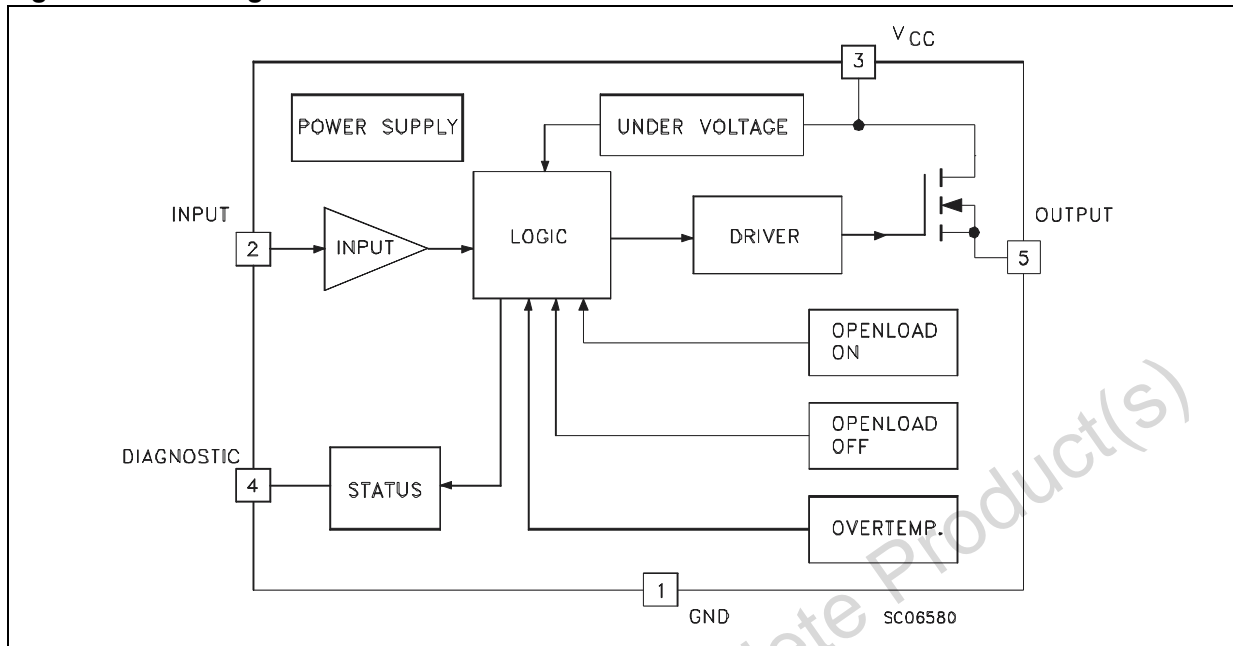 V CC
3
POWER SUPPLY
UNDER VOLTAGE
INPUT
2
INPUT
LOGIC
DRIVER
OUTPUT
5
OPENLOAD
ON
OPENLOAD
OFF
DIAGNOSTIC
4
STATUS
OVERTEMP.
1
GND
SC06580
Product(s)